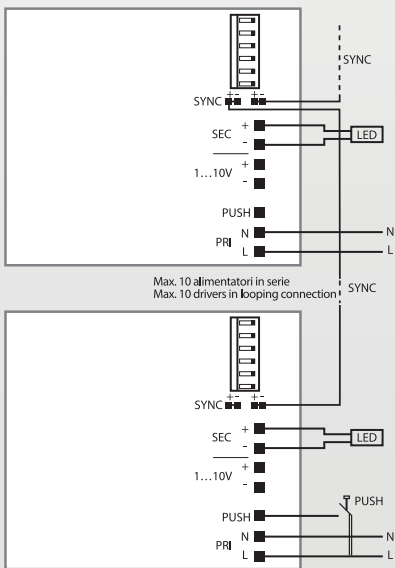 SYNC
+- +-
SYNC
+
SEC
LED
-
+
1...10V
-
PUSH
N
N
PRI
L
L
Max. 10 alimentatori in serie
Max. 10 drivers in looping connection
SYNC
+- +-
SYNC
+
SEC
LED
-
+
1...10V
-
PUSH
PUSH
N
N
PRI
L
L